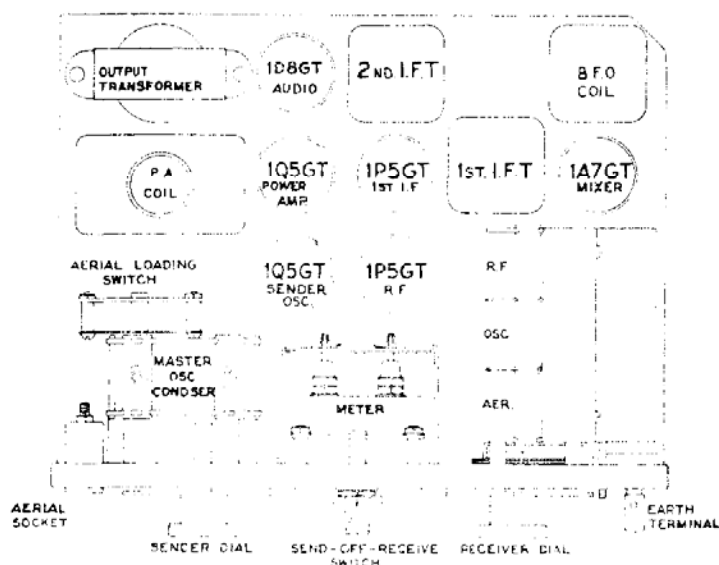 OUTPUT
TRANSFORMER
1D8GT
AUDIO
2ND I.F.T
B F.O
COIL
P A
COIL
1Q5GT
POWER
AMP.
1P5GT
1ST I.F
1ST. I.F.T
1A7GT
MIXER
AERIAL LOADING
SWITCH
1Q5GT
SENDER
OSC.
1P5GT
R.F
R.F.
OSC.
AER.
MASTER
OSC
CONDSER
METER
AERIAL
SOCKET
SENDER DIAL
SEND-OFF-RECEIVE
SWITCH
RECEIVER DIAL
EARTH
TERMINAL